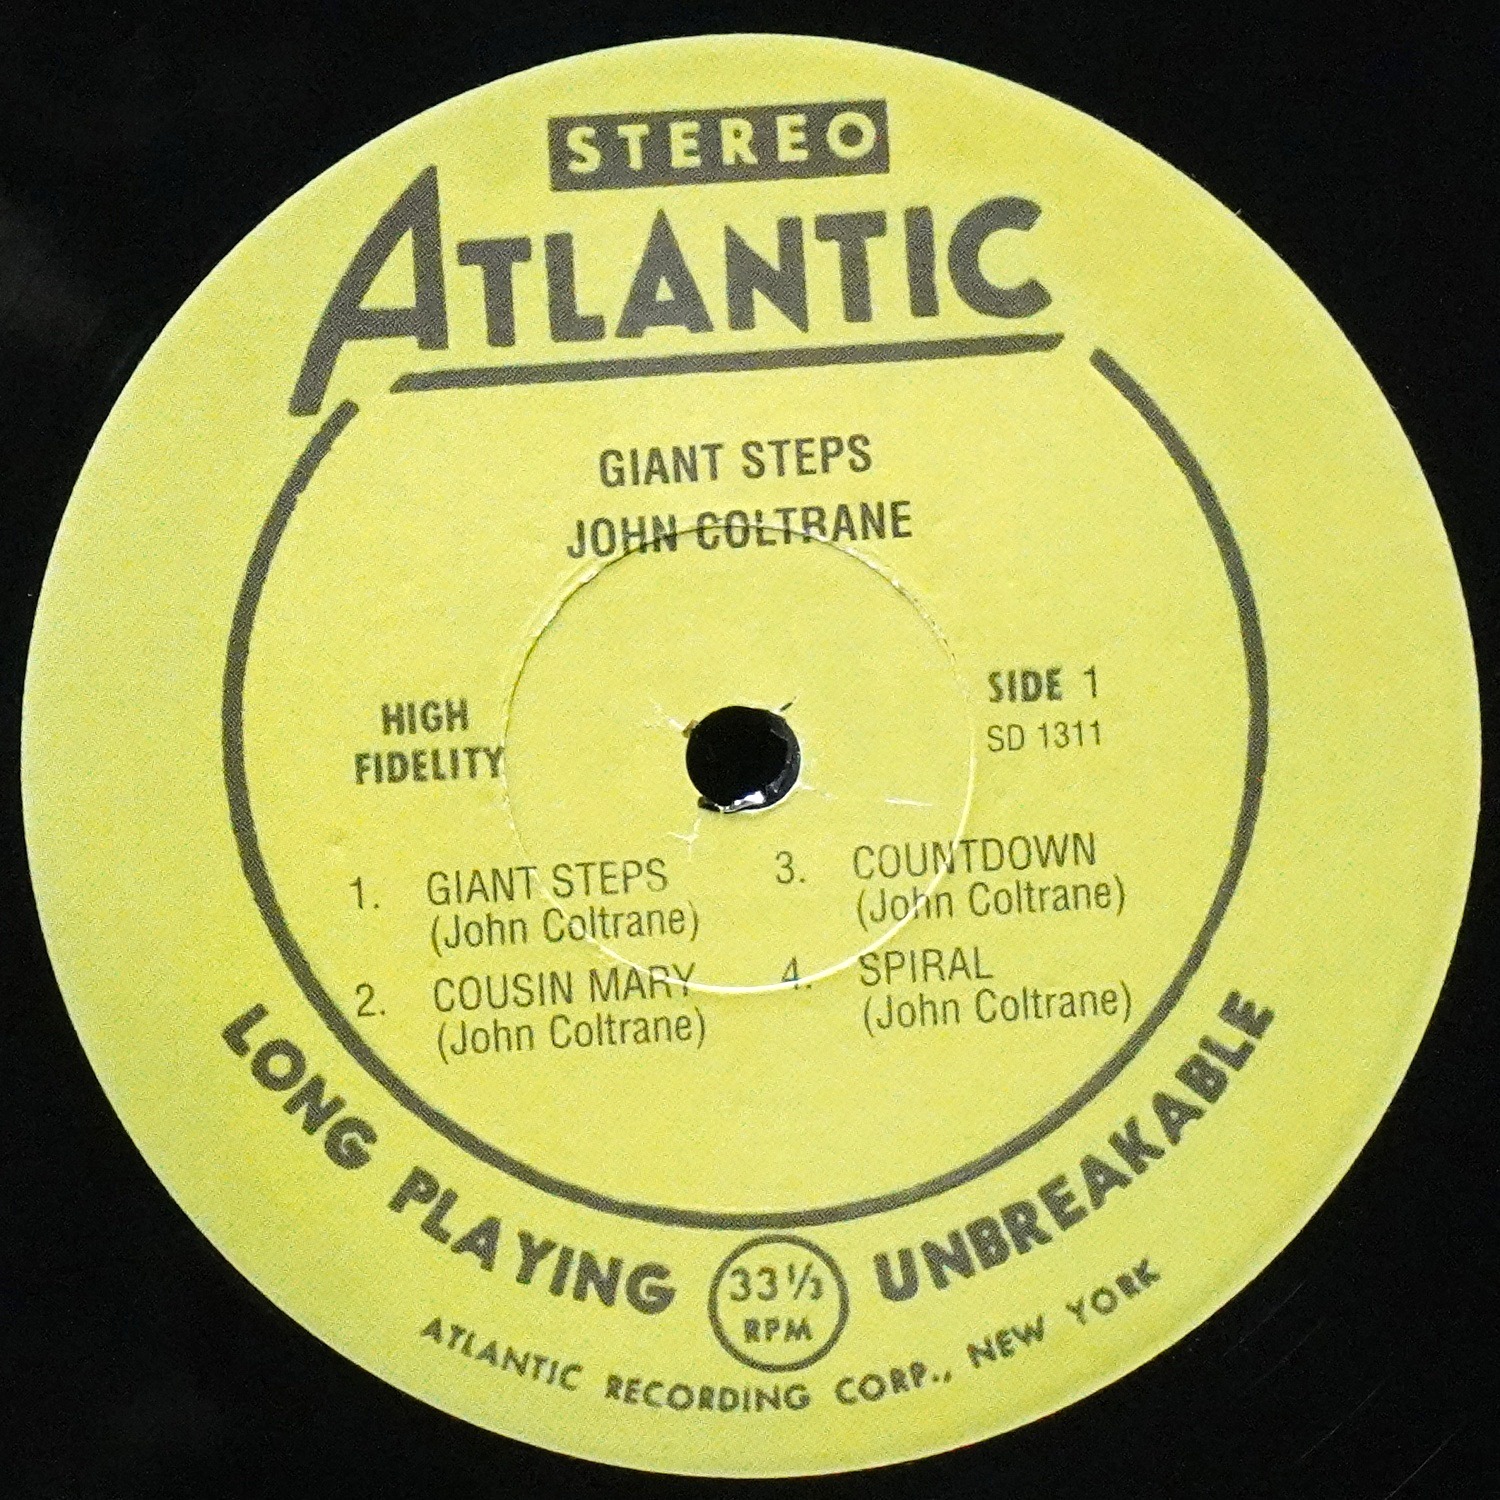 STEREO
ATLANTIC
GIANT STEPS
JOHN COLTRANE
HIGH
FIDELITY
SIDE 1
SD 1311
1. GIANT STEPS
(John Coltrane)
2. COUSIN MARY
(John Coltrane)
3. COUNTDOWN
(John Coltrane)
4. SPIRAL
(John Coltrane)
LONG PLAYING
33 1/3
RPM
UNBREAKABLE
ATLANTIC RECORDING CORP., NEW YORK